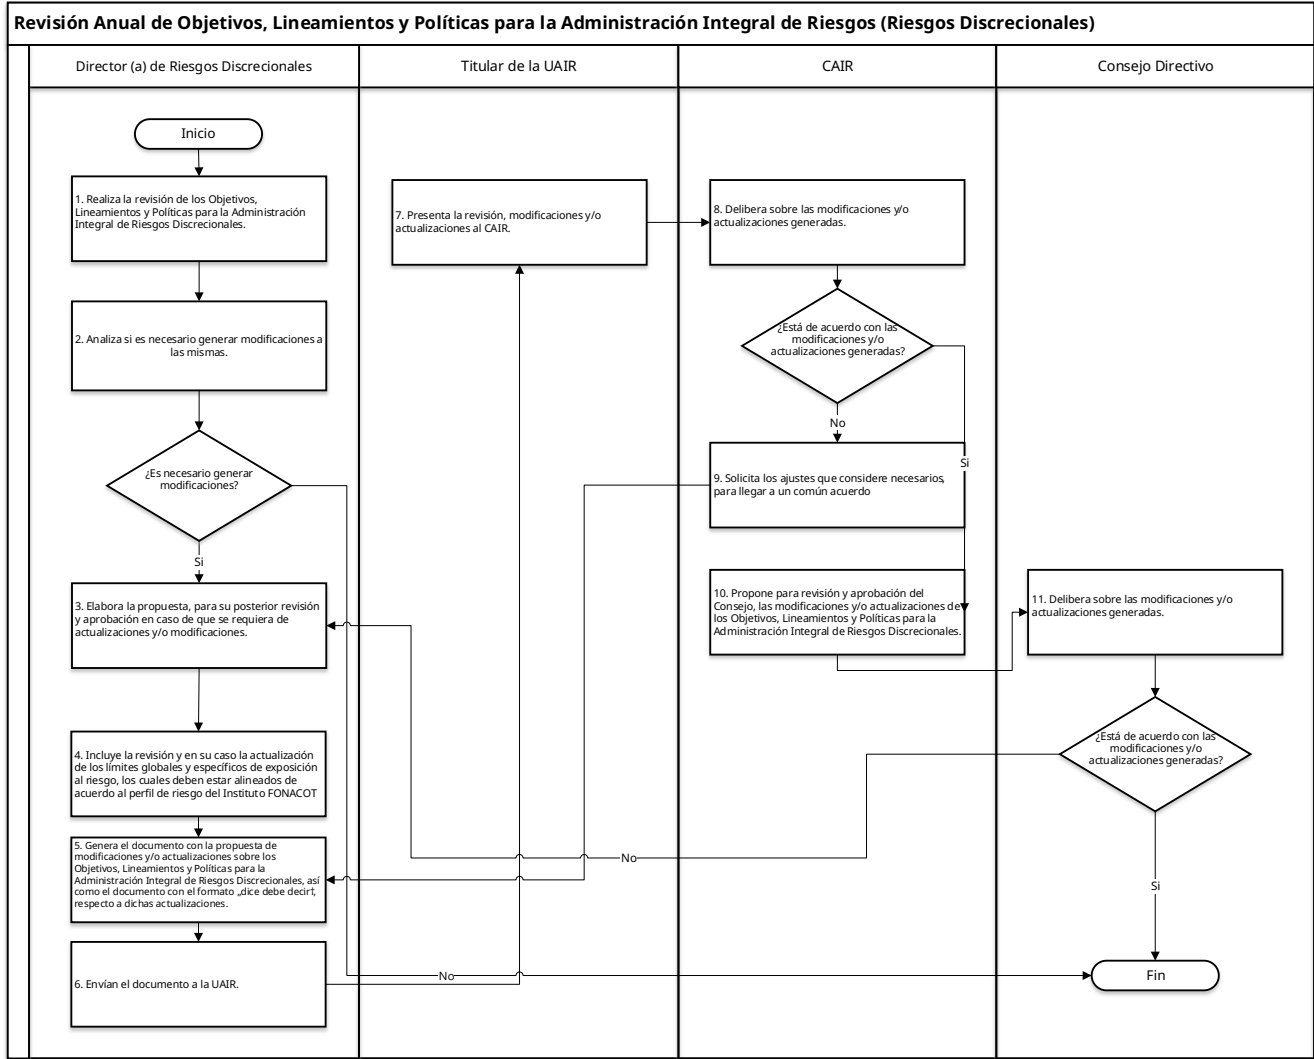 Revisión Anual de Objetivos, Lineamientos y Políticas para la Administración Integral de Riesgos (Riesgos Discrecionales)
Director (a) de Riesgos Discrecionales
Titular de la UAIR
CAIR
Consejo Directivo
Inicio
1. Realiza la revisión de los Objetivos,
Lineamientos y Políticas para la Administración
Integral de Riesgos Discrecionales.
2. Analiza si es necesario generar modificaciones a
las mismas.
¿Es necesario generar
modificaciones?
Si
3. Elabora la propuesta, para su posterior revisión
y aprobación en caso de que se requiera de
actualizaciones y/o modificaciones.
4. Incluye la revisión y en su caso la actualización
de los límites globales y específicos de exposición
al riesgo, los cuales deben estar alineados de
acuerdo al perfil de riesgo del Instituto FONACOT
5. Genera el documento con la propuesta de
modificaciones y/o actualizaciones sobre los
Objetivos, Lineamientos y Políticas para la
Administración Integral de Riesgos Discrecionales, así
como el documento con el formato „dice debe decir†,
respecto a dichas actualizaciones.
6. Envían el documento a la UAIR.
No
7. Presenta la revisión, modificaciones y/o
actualizaciones al CAIR.
8. Delibera sobre las modificaciones y/o
actualizaciones generadas.
¿Está de acuerdo con las
modificaciones y/o
actualizaciones generadas?
No
Si
9. Solicita los ajustes que considere necesarios,
para llegar a un común acuerdo
10. Propone para revisión y aprobación del
Consejo, las modificaciones y/o actualizaciones de
los Objetivos, Lineamientos y Políticas para la
Administración Integral de Riesgos Discrecionales.
11. Delibera sobre las modificaciones y/o
actualizaciones generadas.
¿Está de acuerdo con las
modificaciones y/o
actualizaciones generadas?
No
Si
Fin